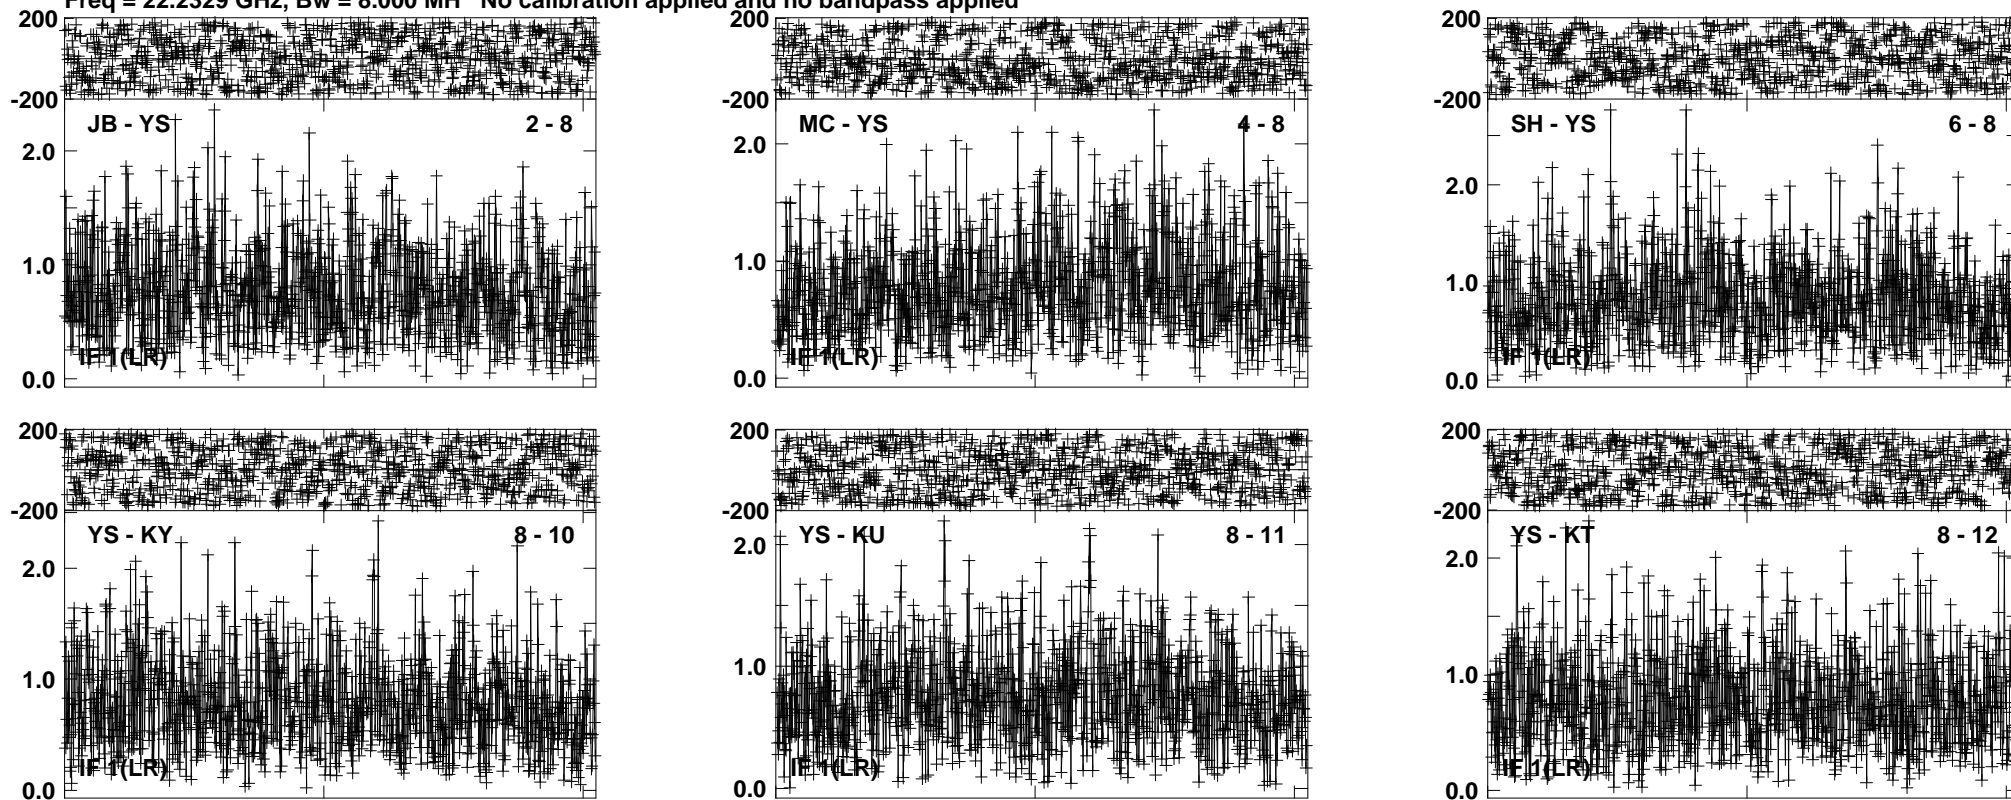 Freq = 22.2329 GHz, Bw = 8.000 MH No calibration applied and no bandpass applied
200
-200
JB - YS 2 - 8
2.0
1.0
IF 1(LR)
0.0
200
-200
MC - YS 4 - 8
2.0
1.0
IF 1(LR)
0.0
200
-200
SH - YS 6 - 8
2.0
1.0
IF 1(LR)
0.0
200
-200
YS - KY 8 - 10
2.0
1.0
IF 1(LR)
0.0
200
-200
YS - KU 8 - 11
2.0
1.0
IF 1(LR)
0.0
200
-200
YS - KT 8 - 12
2.0
1.0
IF 1(LR)
0.0